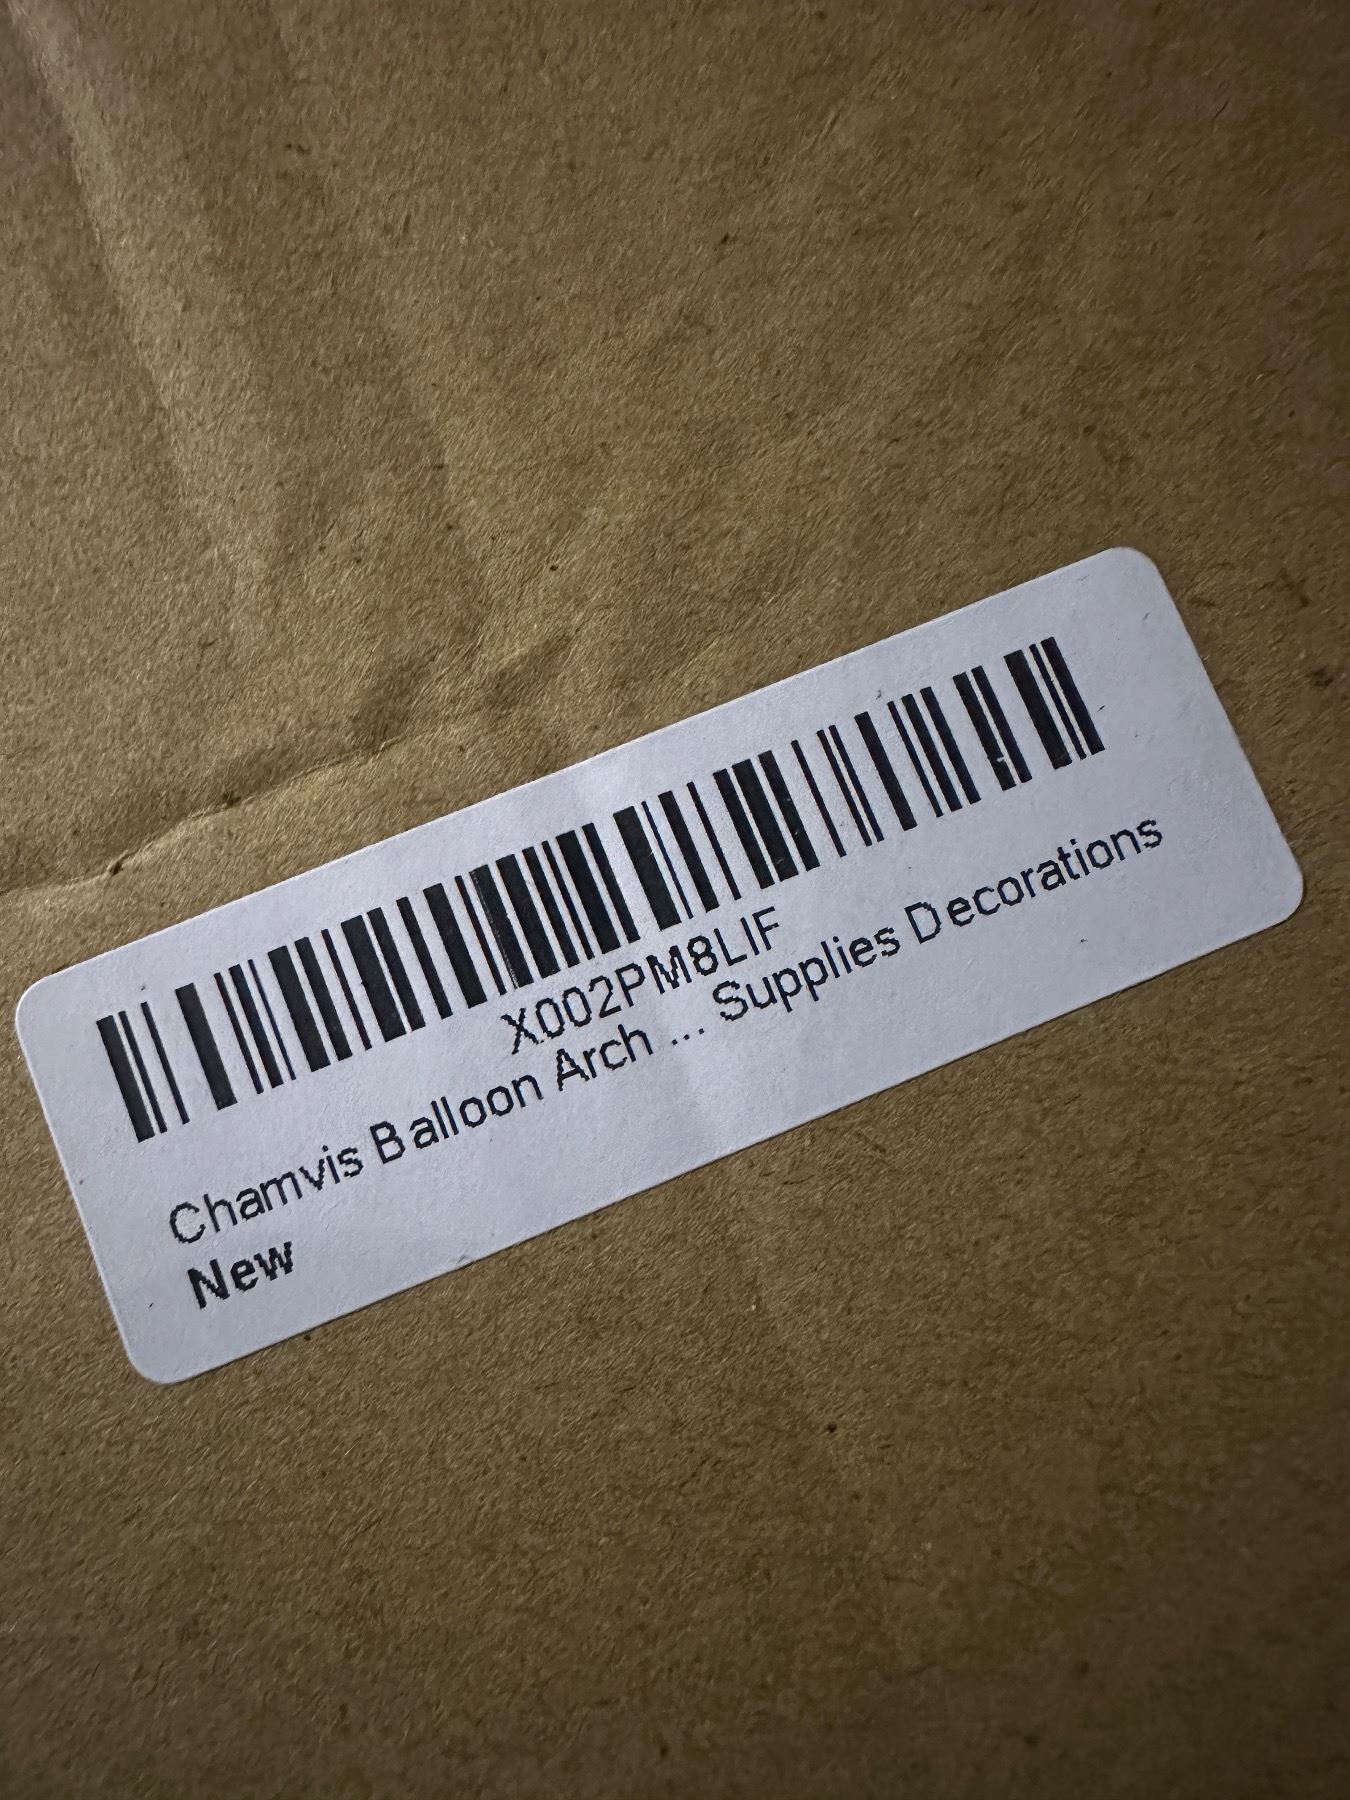 X002PM8LIF
Chamvis Balloon Arch ... Supplies Decorations
New